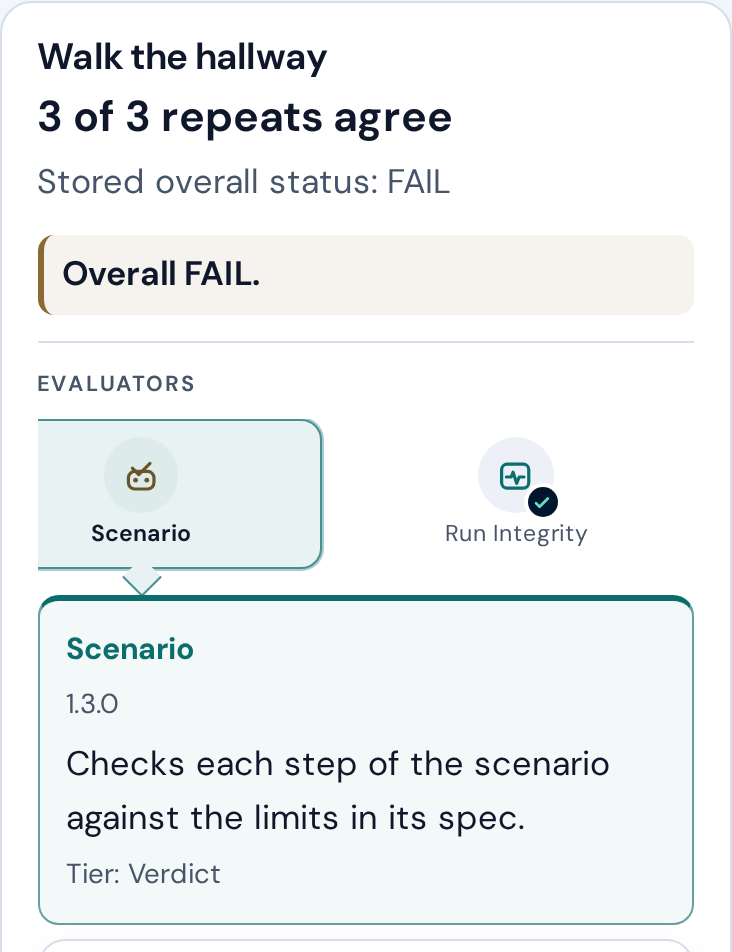 Walk the hallway
3 of 3 repeats agree
Stored overall status: FAIL
Overall FAIL.
EVALUATORS
Scenario
Run Integrity
Scenario
1.3.0
Checks each step of the scenario
against the limits in its spec.
Tier: Verdict